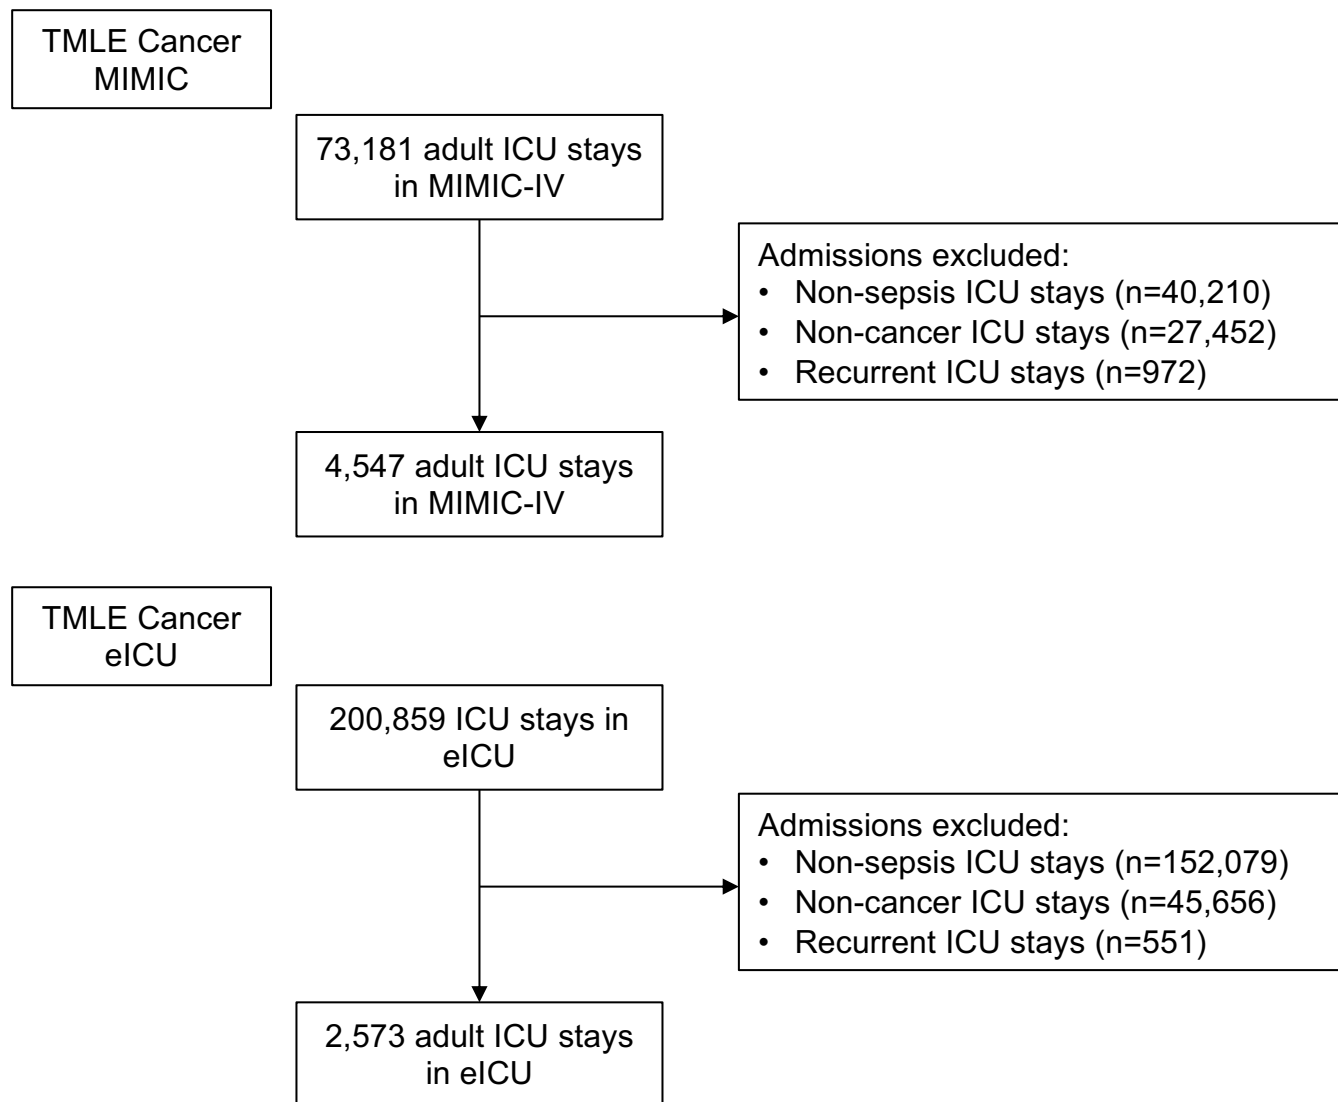 TMLE Cancer
MIMIC
73,181 adult ICU stays
in MIMIC-IV
Admissions excluded:
• Non-sepsis ICU stays (n=40,210)
• Non-cancer ICU stays (n=27,452)
• Recurrent ICU stays (n=972)
4,547 adult ICU stays
in MIMIC-IV
TMLE Cancer
eICU
200,859 ICU stays in
eICU
Admissions excluded:
• Non-sepsis ICU stays (n=152,079)
• Non-cancer ICU stays (n=45,656)
• Recurrent ICU stays (n=551)
2,573 adult ICU stays
in eICU